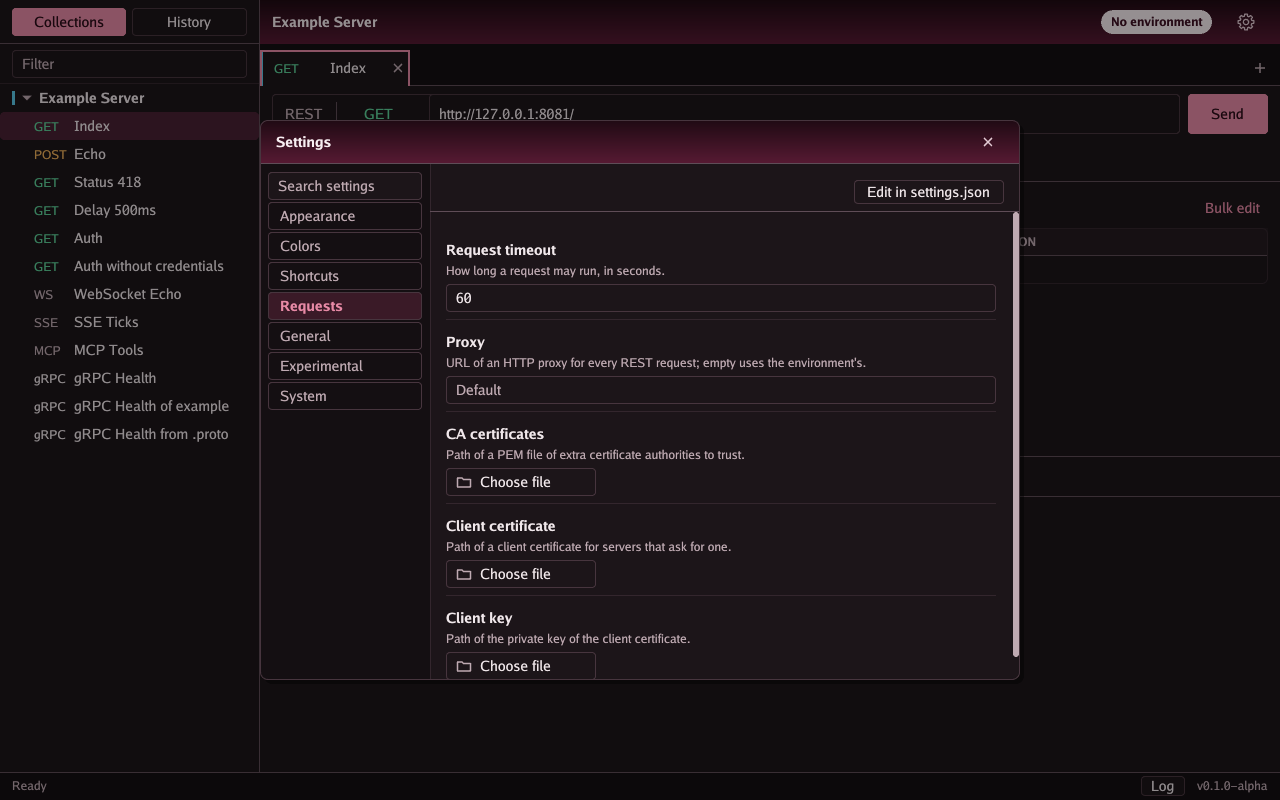 Collections
History
Example Server
No environment
Filter
GET
Index
Example Server
GET Index
POST Echo
GET Status 418
GET Delay 500ms
GET Auth
GET Auth without credentials
WS WebSocket Echo
SSE SSE Ticks
MCP MCP Tools
gRPC gRPC Health
gRPC gRPC Health of example
gRPC gRPC Health from .proto
REST
GET
http://127.0.0.1:8081/
Send
Bulk edit
ON
Settings
Search settings
Appearance
Colors
Shortcuts
Requests
General
Experimental
System
Edit in settings.json
Request timeout
How long a request may run, in seconds.
60
Proxy
URL of an HTTP proxy for every REST request; empty uses the environment's.
Default
CA certificates
Path of a PEM file of extra certificate authorities to trust.
Choose file
Client certificate
Path of a client certificate for servers that ask for one.
Choose file
Client key
Path of the private key of the client certificate.
Choose file
Ready
Log
v0.1.0-alpha